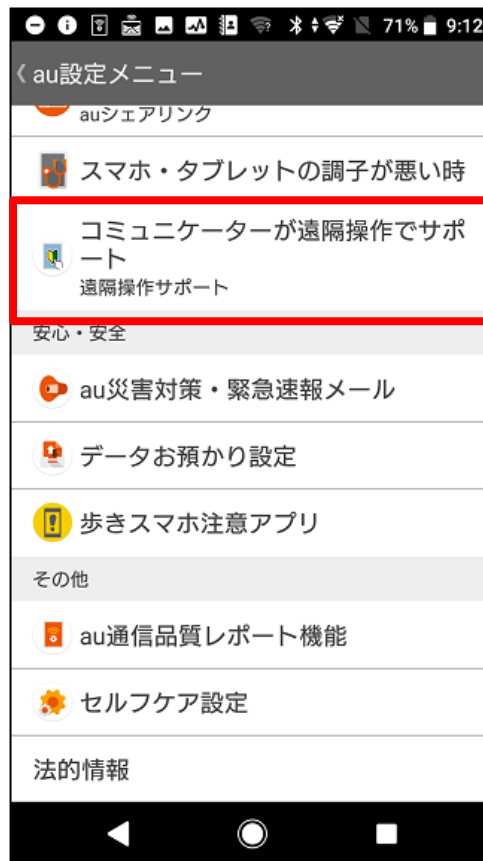 71% 9:12
au設定メニュー
auシェアリンク
スマホ・タブレットの調子が悪い時
コミュニケーターが遠隔操作でサポ
ート
遠隔操作サポート
安心・安全
au災害対策・緊急速報メール
データお預かり設定
歩きスマホ注意アプリ
その他
au通信品質レポート機能
セルフケア設定
法的情報